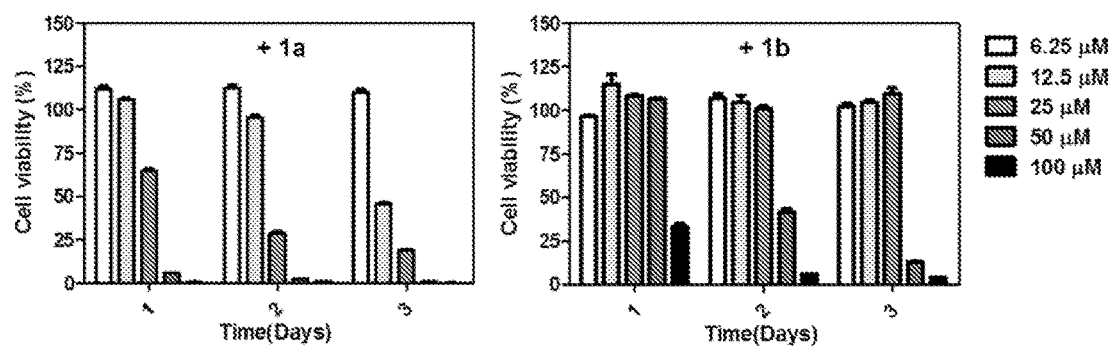 150
125
100
75
50
25
0
Cell viability (%)
+ 1a
1
2
3
Time(Days)
150
125
100
75
50
25
0
Cell viability (%)
+ 1b
1
2
3
Time(Days)
6.25 μM
12.5 μM
25 μM
50 μM
100 μM